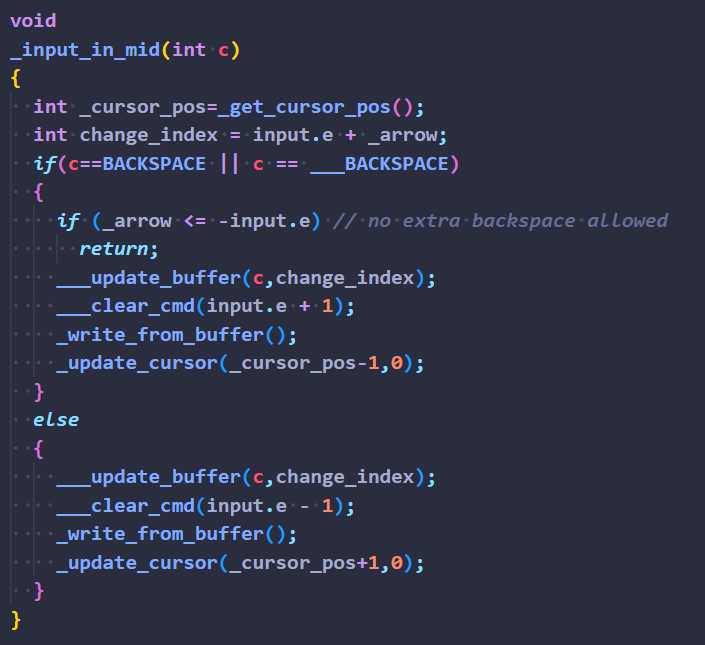 void
_input_in_mid(int c)
{
  int _cursor_pos=_get_cursor_pos();
  int change_index = input.e + _arrow;
  if(c==BACKSPACE || c == ___BACKSPACE)
  {
    if (_arrow <= -input.e) // no extra backspace allowed
      return;
    ___update_buffer(c,change_index);
    ___clear_cmd(input.e + 1);
    _write_from_buffer();
    _update_cursor(_cursor_pos-1,0);
  }
  else
  {
    ___update_buffer(c,change_index);
    ___clear_cmd(input.e - 1);
    _write_from_buffer();
    _update_cursor(_cursor_pos+1,0);
  }
}